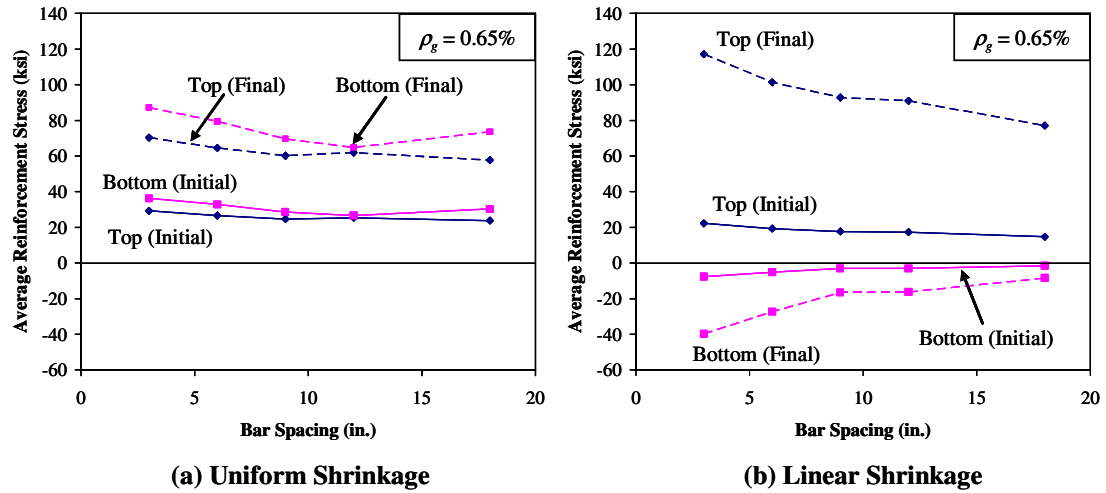 140
120
100
80
60
40
20
0
-20
-40
-60
Average Reinforcement Stress (ksi)
ρg = 0.65%
Top (Final)
Bottom (Final)
Bottom (Initial)
Top (Initial)
0
5
10
15
20
Bar Spacing (in.)
(a) Uniform Shrinkage
140
120
100
80
60
40
20
0
-20
-40
-60
Average Reinforcement Stress (ksi)
ρg = 0.65%
Top (Final)
Top (Initial)
Bottom (Initial)
Bottom (Final)
0
5
10
15
20
Bar Spacing (in.)
(b) Linear Shrinkage